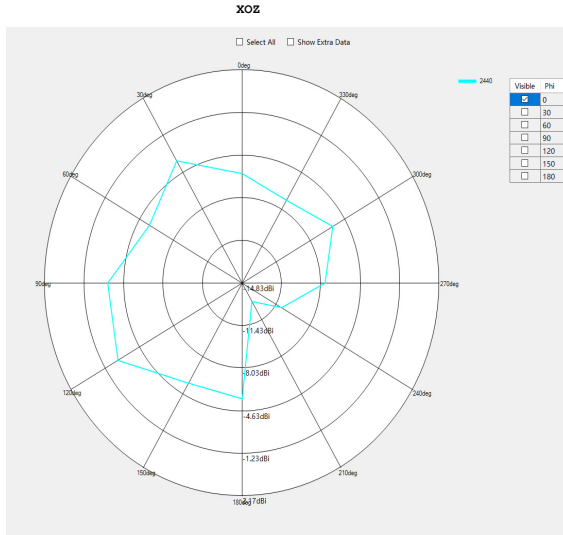 XOZ
Select All Show Extra Data
0deg
30deg
330deg
2440
Visible Phi
0
30
60
90
120
150
180
60deg
300deg
90deg
270deg
-14.83dBi
-11.43dBi
-8.03dBi
120deg
240deg
-4.63dBi
-1.23dBi
150deg
210deg
180deg
2.17dBi